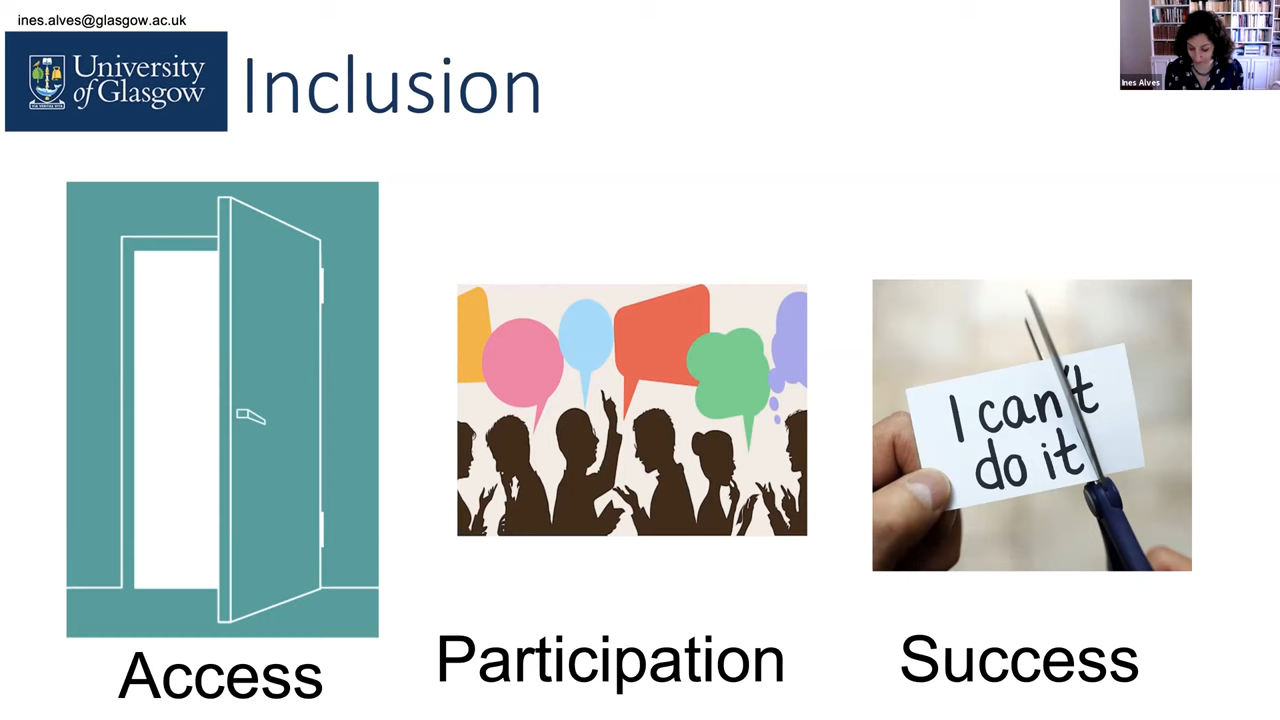 ines.alves@glasgow.ac.uk
University
of Glasgow
Inclusion
Ines Alves
I can't
do it
Access
Participation
Success